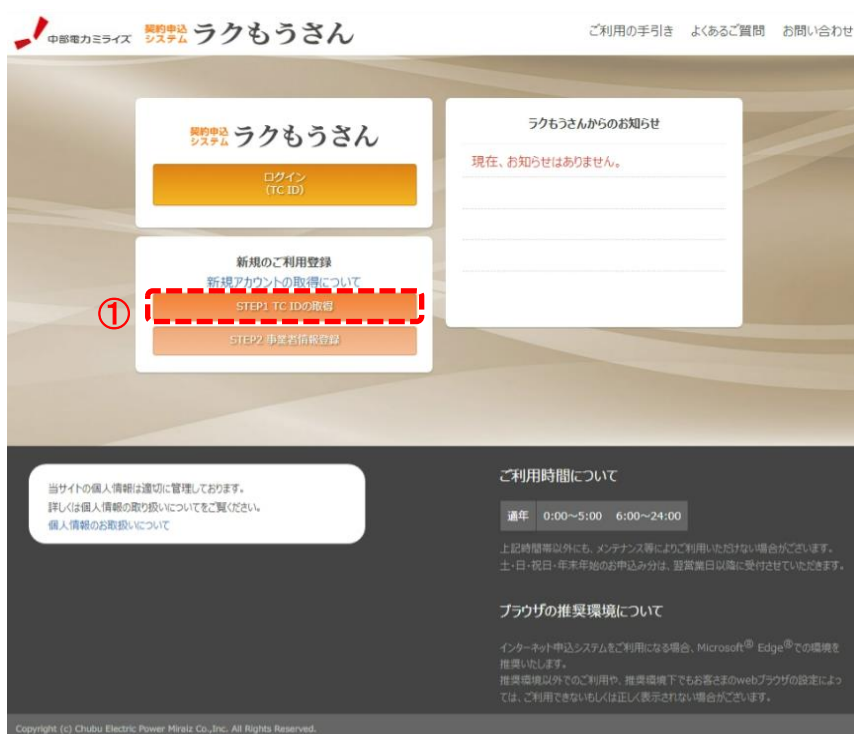 中部電力ミライズ 契約申込システム ラクもうさん
ご利用の手引き よくあるご質問 お問い合わせ
契約申込システム ラクもうさん
ログイン
(TC ID)
ラクもうさんからのお知らせ
現在、お知らせはありません。
新規のご利用登録
新規アカウントの取得について
①
STEP1 TC IDの取得
STEP2 事業者情報登録
当サイトの個人情報は適切に管理しております。
詳しくは個人情報の取り扱いについてをご覧ください。
個人情報のお取扱いについて
ご利用時間について
通年 0:00～5:00 6:00～24:00
上記時間帯以外にも、メンテナンス等によりご利用いただけない場合がございます。
土・日・祝日・年末年始のお申込み分は、翌営業日以降に受付させていただきます。
ブラウザの推奨環境について
インターネット申込システムをご利用になる場合、Microsoft® Edge®での環境を
推奨いたします。
推奨環境以外でのご利用や、推奨環境下でもお客さまのwebブラウザの設定によっ
ては、ご利用できないもしくは正しく表示されない場合がございます。
Copyright (c) Chubu Electric Power Miraiz Co.,Inc. All Rights Reserved.